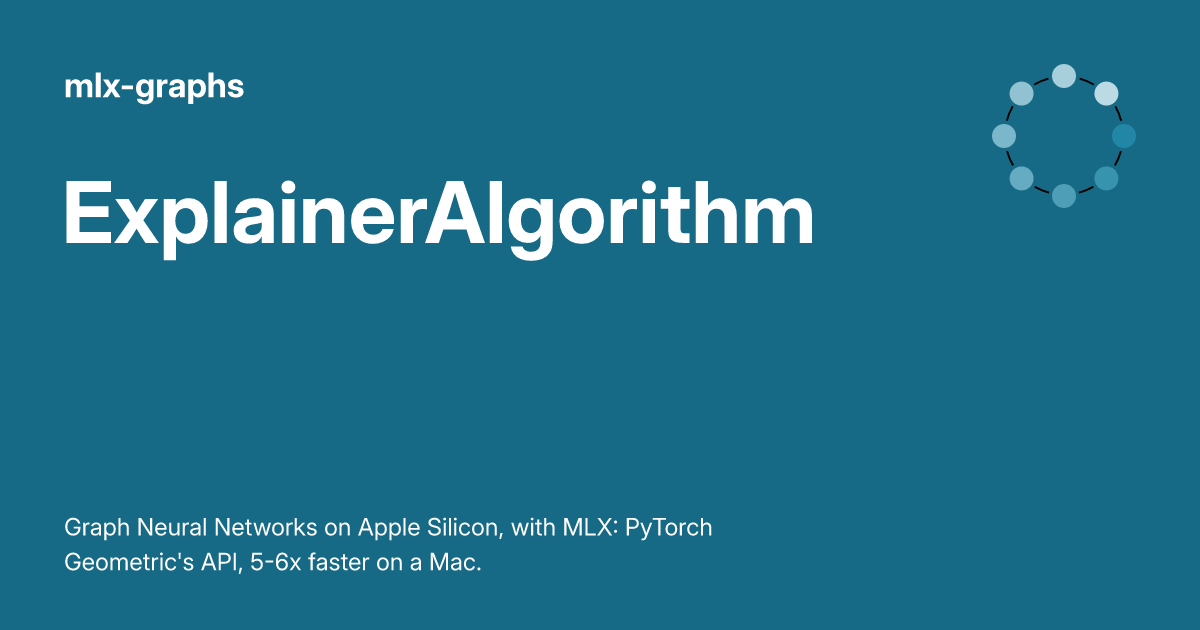 mlx-graphs
ExplainerAlgorithm
Graph Neural Networks on Apple Silicon, with MLX: PyTorch
Geometric's API, 5-6x faster on a Mac.